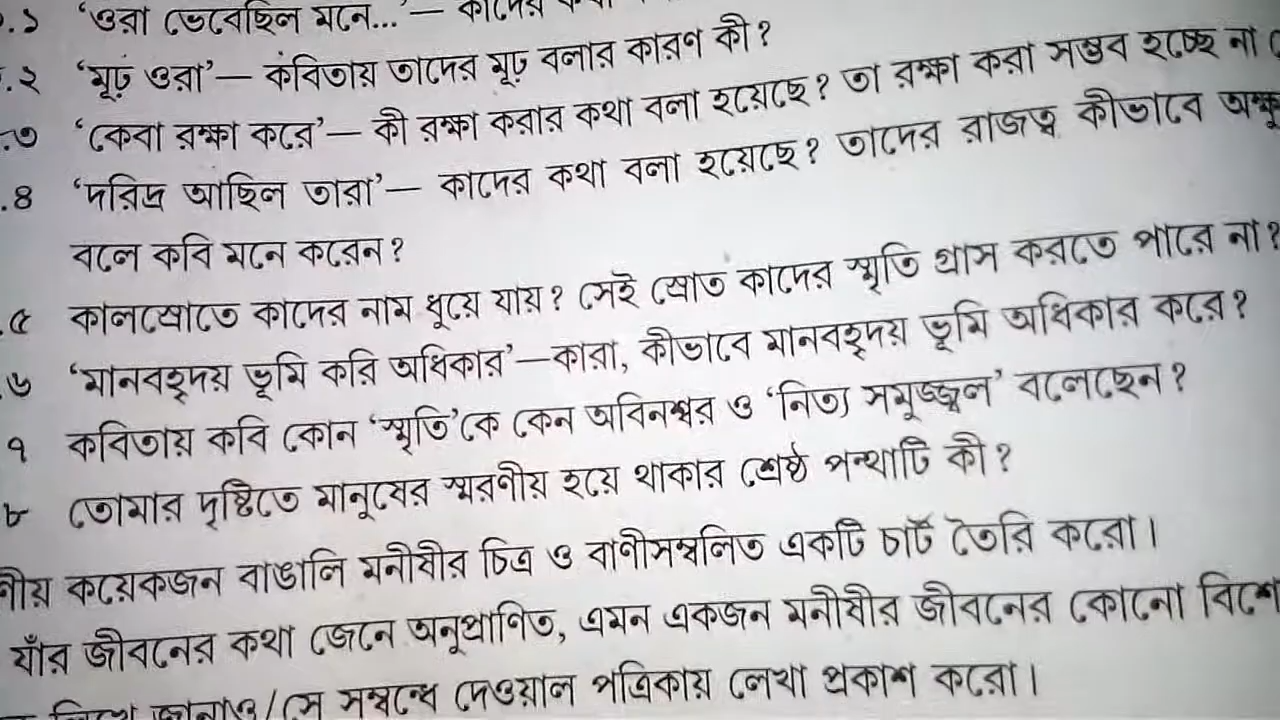 .১ ‘ওরা ভেবেছিল মনে...’ — কাদের কথা
.২ ‘মূঢ় ওরা’— কবিতায় তাদের মূঢ় বলার কারণ কী?
.৩ ‘কেবা রক্ষা করে’— কী রক্ষা করার কথা বলা হয়েছে? তা রক্ষা করা সম্ভব হচ্ছে না
.৪ ‘দরিদ্র আছিল তারা’— কাদের কথা বলা হয়েছে? তাদের রাজত্ব কীভাবে
বলে কবি মনে করেন?
.৫ কালস্রোতে কাদের নাম ধুয়ে যায়? সেই স্রোত কাদের স্মৃতি গ্রাস করতে পারে না?
.৬ ‘মানবহৃদয় ভূমি করি অধিকার’—কারা, কীভাবে মানবহৃদয় ভূমি অধিকার করে?
৭ কবিতায় কবি কোন ‘স্মৃতি’কে কেন অবিনশ্বর ও ‘নিত্য সমুজ্জ্বল’ বলেছেন?
৮ তোমার দৃষ্টিতে মানুষের স্মরণীয় হয়ে থাকার শ্রেষ্ঠ পন্থাটি কী?
কয়েকজন বাঙালি মনীষীর চিত্র ও বাণীসম্বলিত একটি চার্ট তৈরি করো।
যাঁর জীবনের কথা জেনে অনুপ্রাণিত, এমন একজন মনীষীর জীবনের কোনো
জানাও/সে সম্বন্ধে দেওয়াল পত্রিকায় লেখা প্রকাশ করো।